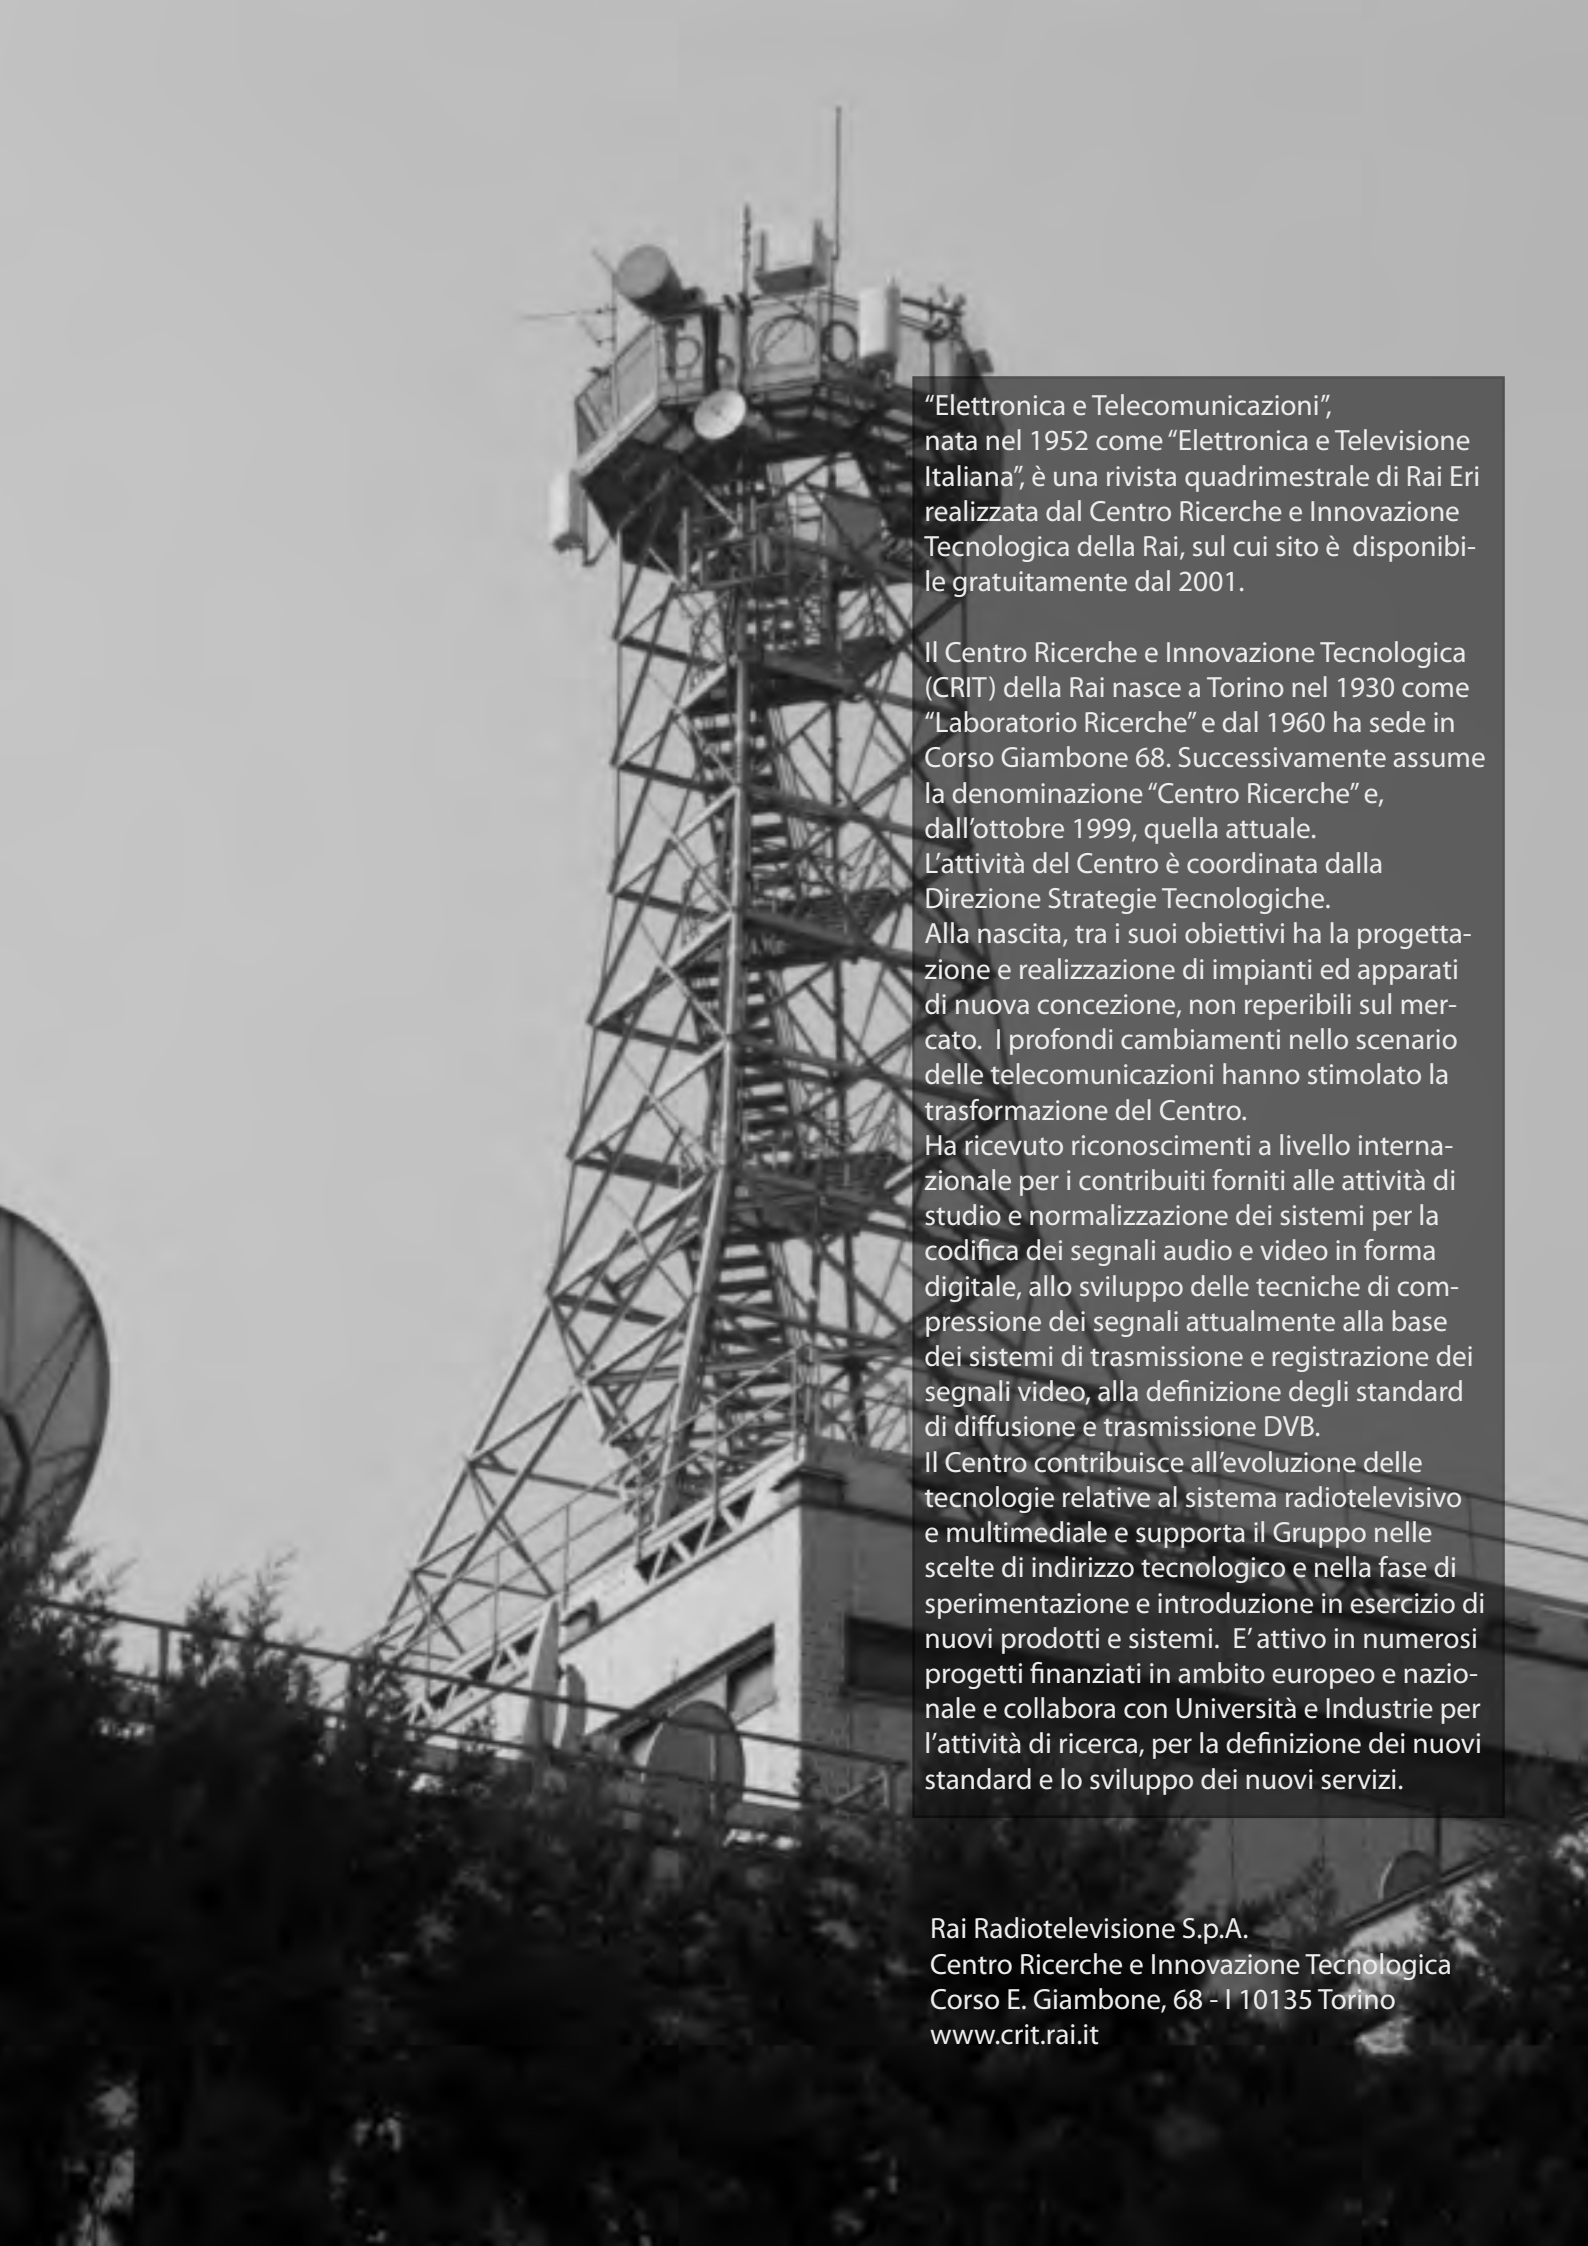 “Elettronica e Telecomunicazioni”,
nata nel 1952 come “Elettronica e Televisione
Italiana”, è una rivista quadrimestrale di Rai Eri
realizzata dal Centro Ricerche e Innovazione
Tecnologica della Rai, sul cui sito è  disponibi-
le gratuitamente dal 2001.

Il Centro Ricerche e Innovazione Tecnologica
(CRIT) della Rai nasce a Torino nel 1930 come
“Laboratorio Ricerche” e dal 1960 ha sede in
Corso Giambone 68. Successivamente assume
la denominazione “Centro Ricerche” e,
dall’ottobre 1999, quella attuale.
L’attività del Centro è coordinata dalla
Direzione Strategie Tecnologiche.
Alla nascita, tra i suoi obiettivi ha la progetta-
zione e realizzazione di impianti ed apparati
di nuova concezione, non reperibili sul mer-
cato.  I profondi cambiamenti nello scenario
delle telecomunicazioni hanno stimolato la
trasformazione del Centro.
Ha ricevuto riconoscimenti a livello interna-
zionale per i contribuiti forniti alle attività di
studio e normalizzazione dei sistemi per la
codifica dei segnali audio e video in forma
digitale, allo sviluppo delle tecniche di com-
pressione dei segnali attualmente alla base
dei sistemi di trasmissione e registrazione dei
segnali video, alla definizione degli standard
di diffusione e trasmissione DVB.
Il Centro contribuisce all’evoluzione delle
tecnologie relative al sistema radiotelevisivo
e multimediale e supporta il Gruppo nelle
scelte di indirizzo tecnologico e nella fase di
sperimentazione e introduzione in esercizio di
nuovi prodotti e sistemi.  E’ attivo in numerosi
progetti finanziati in ambito europeo e nazio-
nale e collabora con Università e Industrie per
l’attività di ricerca, per la definizione dei nuovi
standard e lo sviluppo dei nuovi servizi.

Rai Radiotelevisione S.p.A.
Centro Ricerche e Innovazione Tecnologica
Corso E. Giambone, 68 - I 10135 Torino
www.crit.rai.it